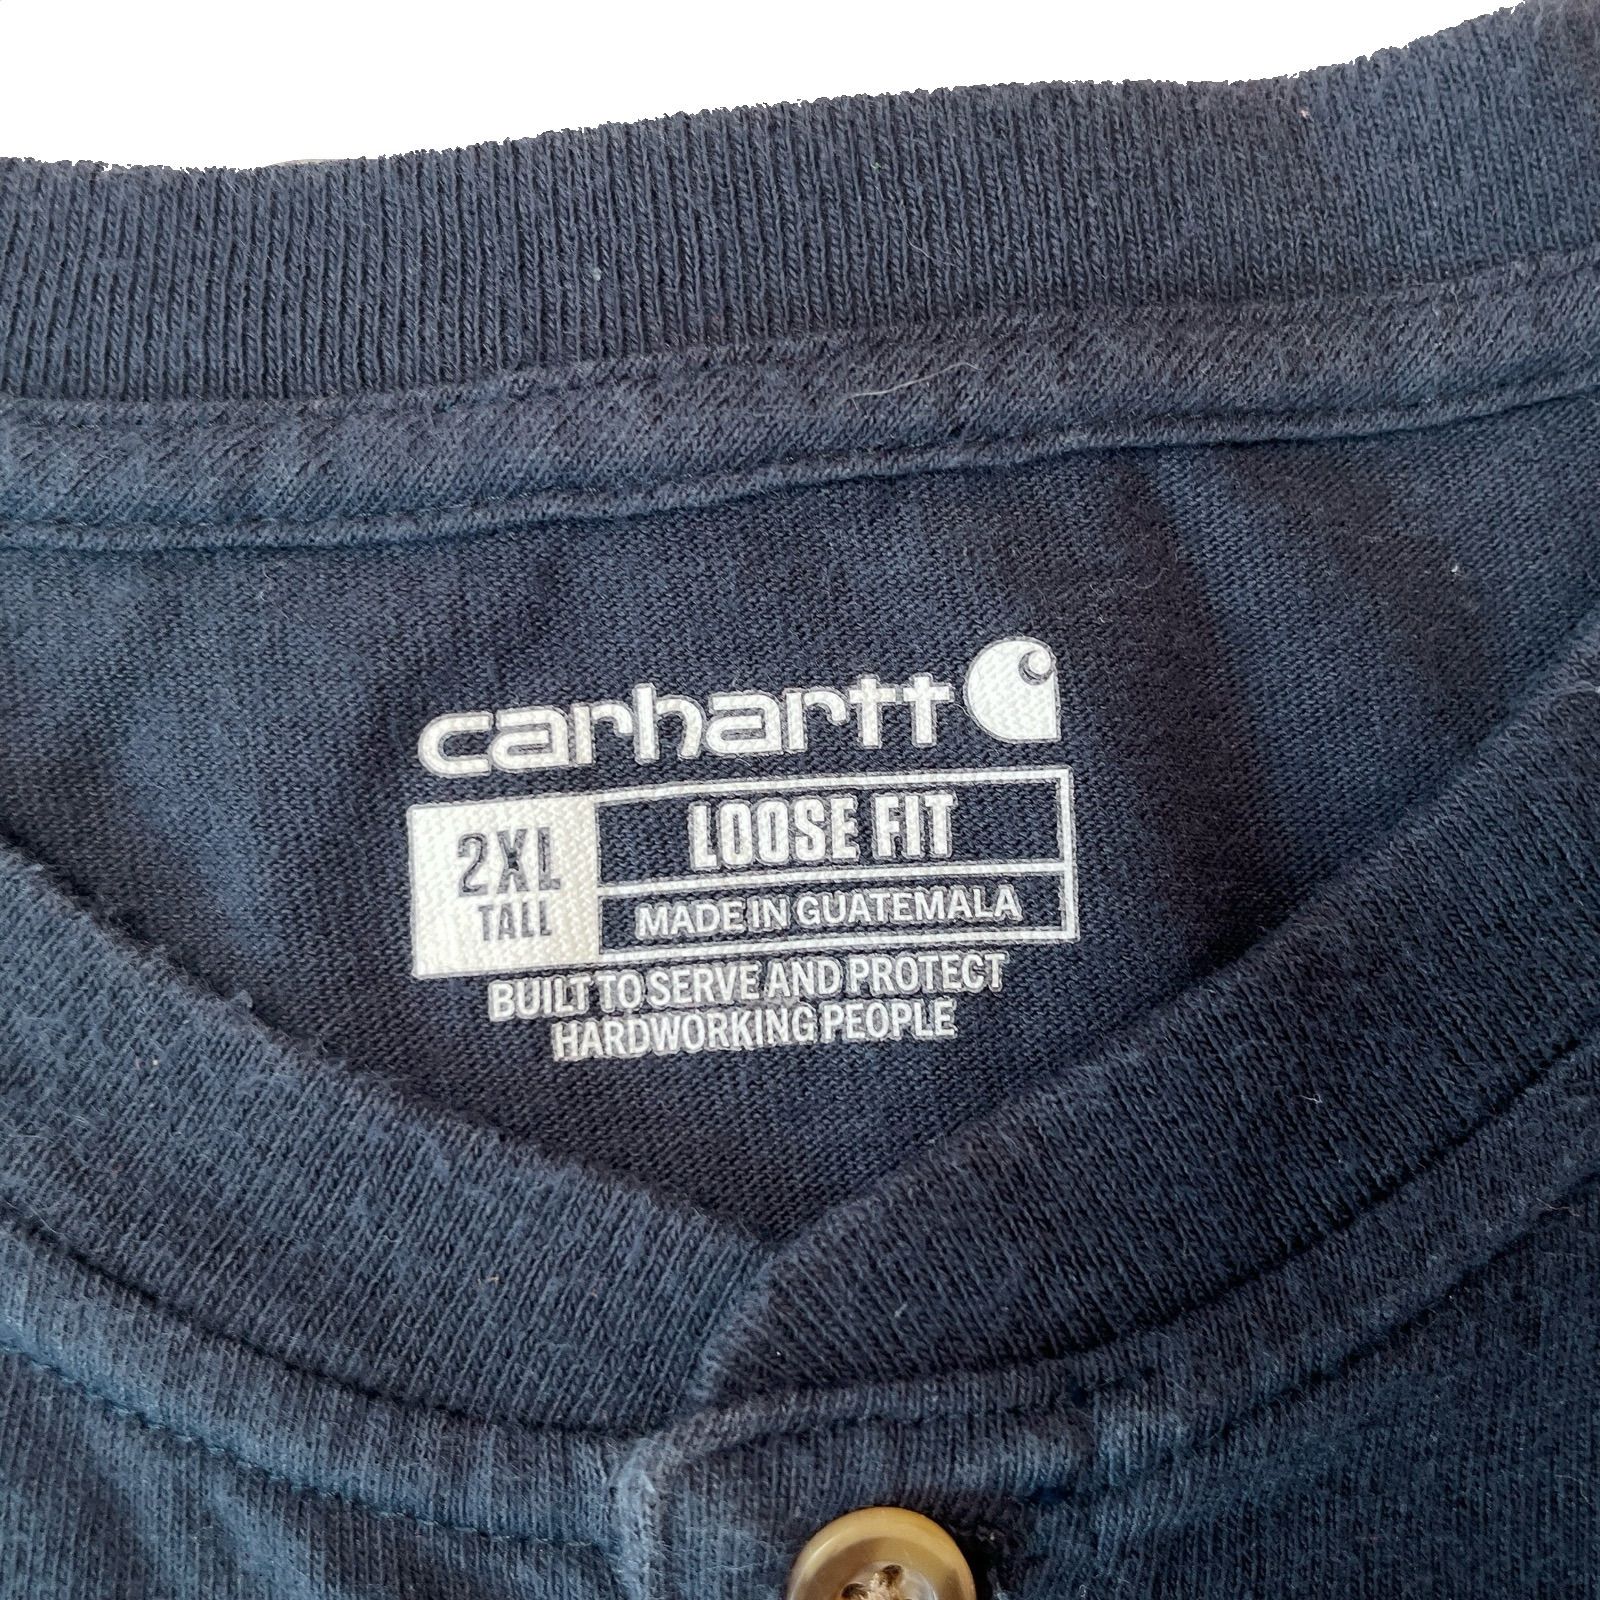 carhartt
2XL
TALL
LOOSE FIT
MADE IN GUATEMALA
BUILT TO SERVE AND PROTECT
HARDWORKING PEOPLE